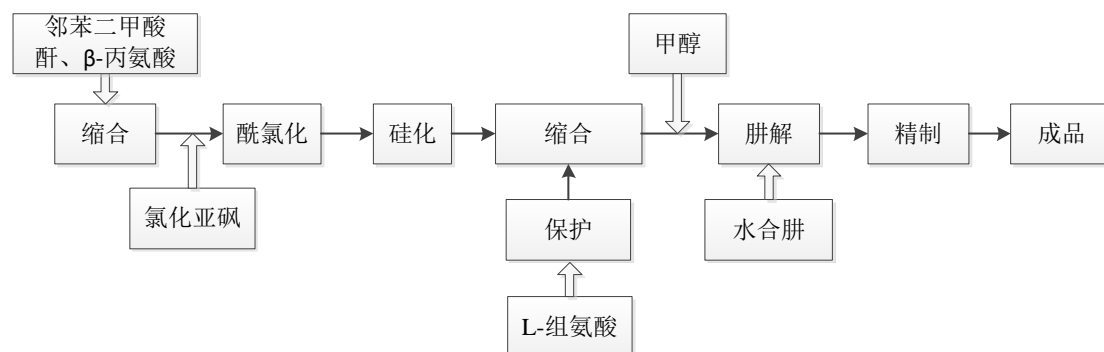 邻苯二甲酸
酐、β-丙氨酸
甲醇
缩合
酰氯化
硅化
缩合
肼解
精制
成品
氯化亚砜
保护
水合肼
L-组氨酸